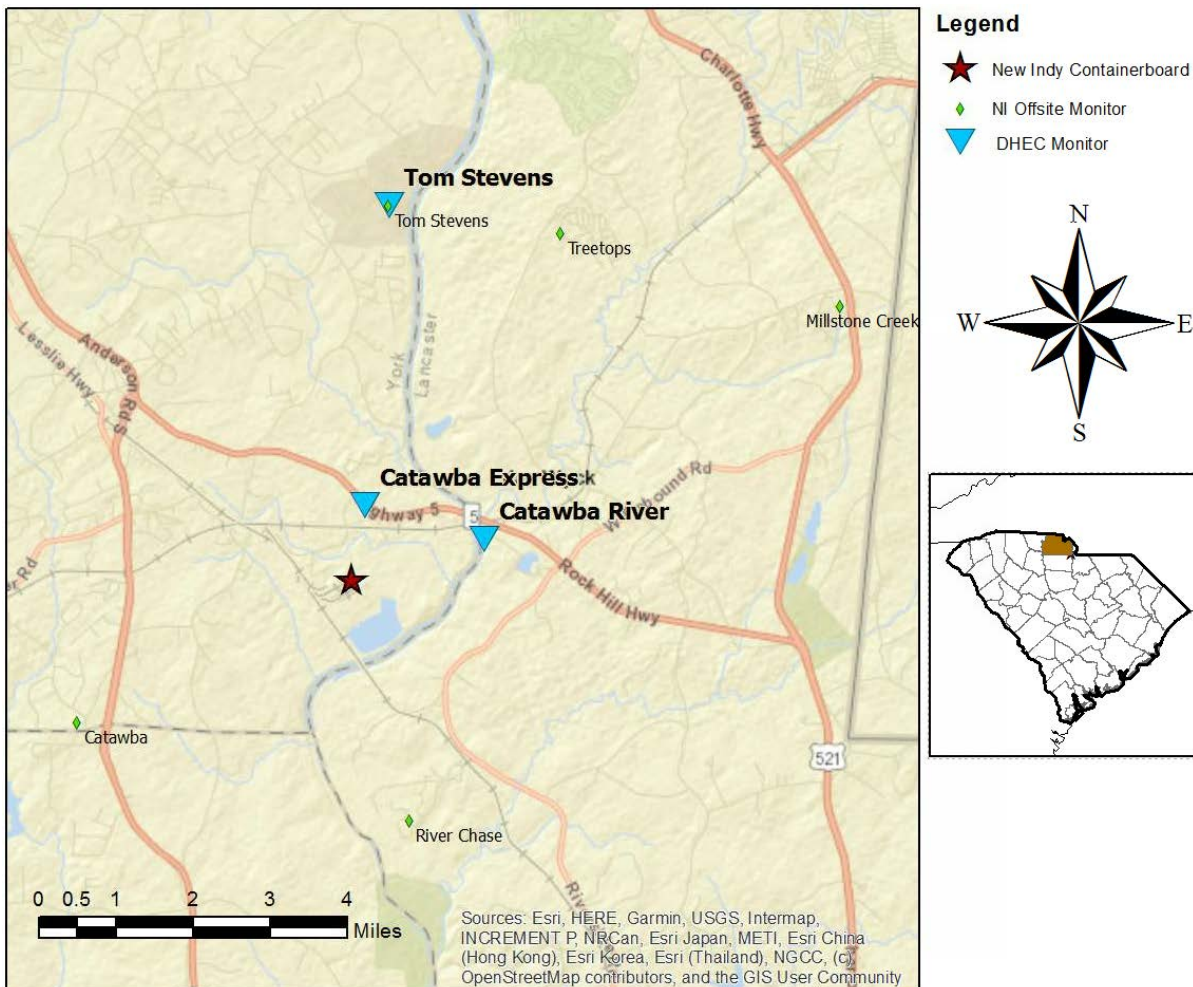 Legend
New Indy Containerboard
NI Offsite Monitor
DHEC Monitor
N
W
E
S
Charlotte Hwy
Tom Stevens
Tom Stevens
Treetops
Millstone Creek
York
Lancaster
Lesslie Hwy
Anderson Rd S
Catawba Express
Highway 5
5
Catawba River
Rock Hill Hwy
er Rd
Catawba
521
River Chase
0 0.5 1 2 3 4
Miles
Sources: Esri, HERE, Garmin, USGS, Intermap,
INCREMENT P, NRCan, Esri Japan, METI, Esri China
(Hong Kong), Esri Korea, Esri (Thailand), NGCC, (c)
OpenStreetMap contributors, and the GIS User Community